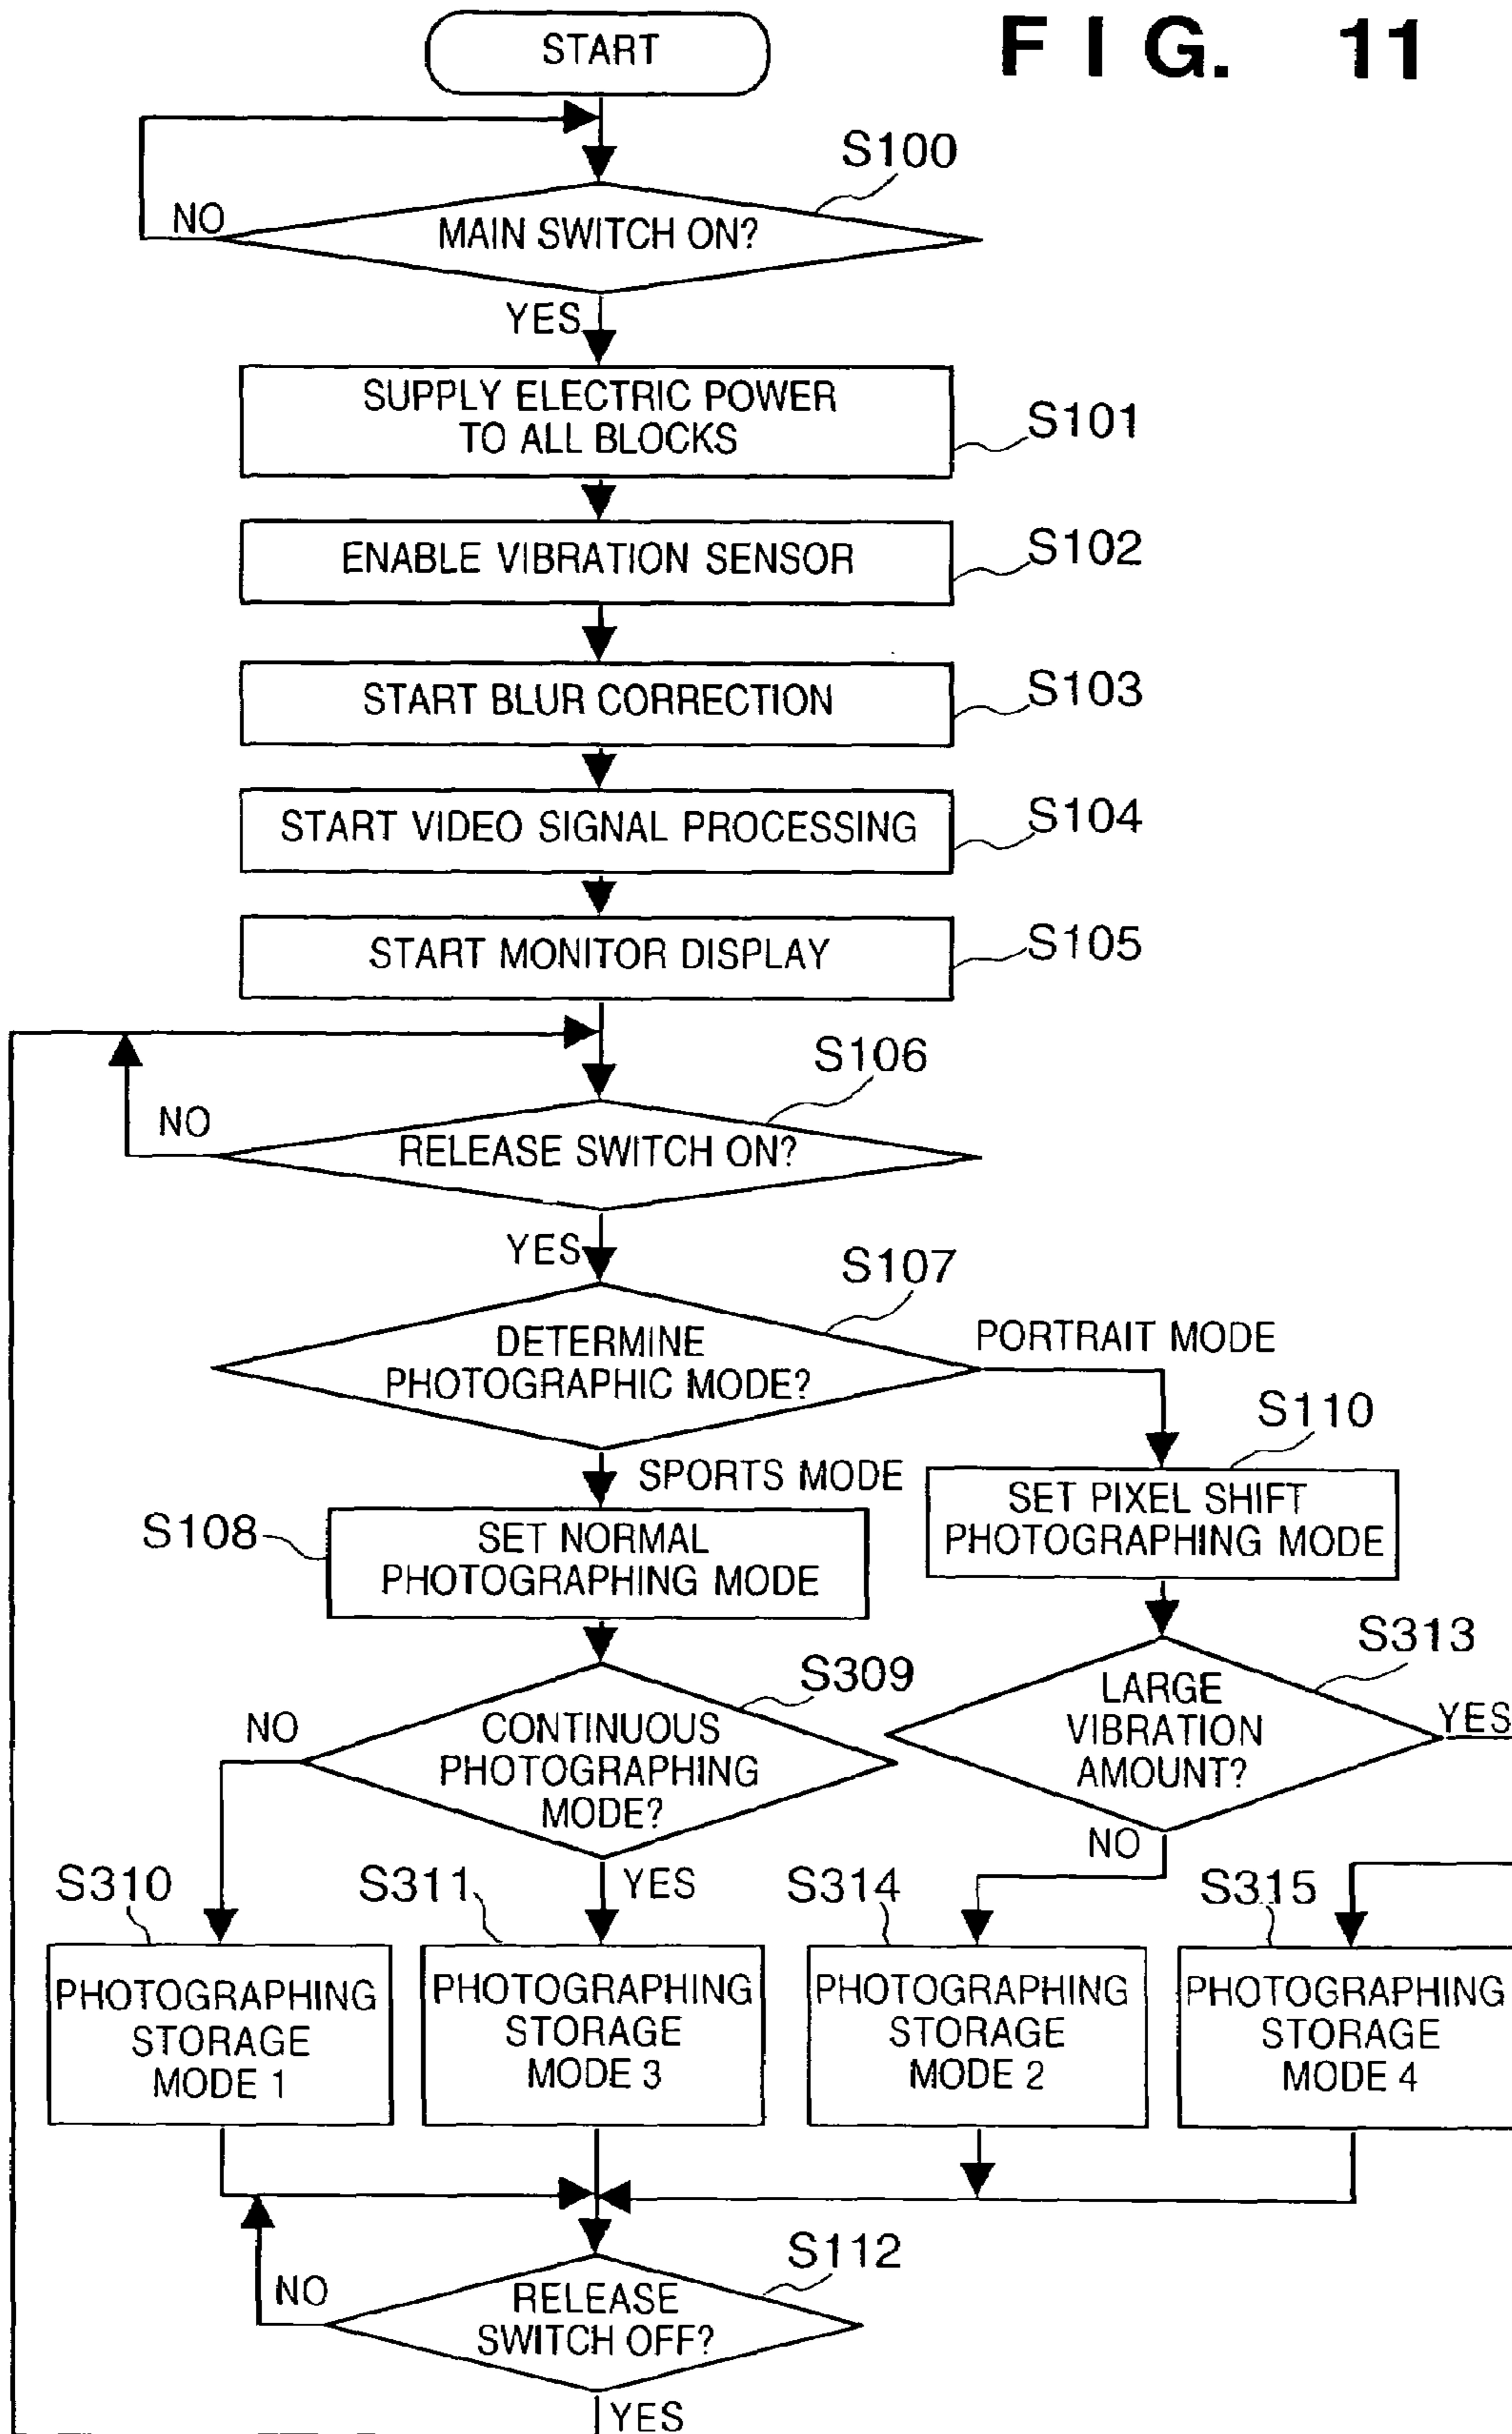 FIG. 11
START
S100
NO
MAIN SWITCH ON?
YES
SUPPLY ELECTRIC POWER
TO ALL BLOCKS
S101
ENABLE VIBRATION SENSOR
S102
START BLUR CORRECTION
S103
START VIDEO SIGNAL PROCESSING
S104
START MONITOR DISPLAY
S105
S106
NO
RELEASE SWITCH ON?
YES
S107
DETERMINE
PHOTOGRAPHIC MODE?
PORTRAIT MODE
S110
SPORTS MODE
SET PIXEL SHIFT
PHOTOGRAPHING MODE
S108
SET NORMAL
PHOTOGRAPHING MODE
S313
LARGE
VIBRATION
AMOUNT?
YES
NO
S309
CONTINUOUS
PHOTOGRAPHING
MODE?
NO
YES
S310
PHOTOGRAPHING
STORAGE
MODE 1
S311
PHOTOGRAPHING
STORAGE
MODE 3
S314
PHOTOGRAPHING
STORAGE
MODE 2
S315
PHOTOGRAPHING
STORAGE
MODE 4
S112
NO
RELEASE
SWITCH OFF?
YES